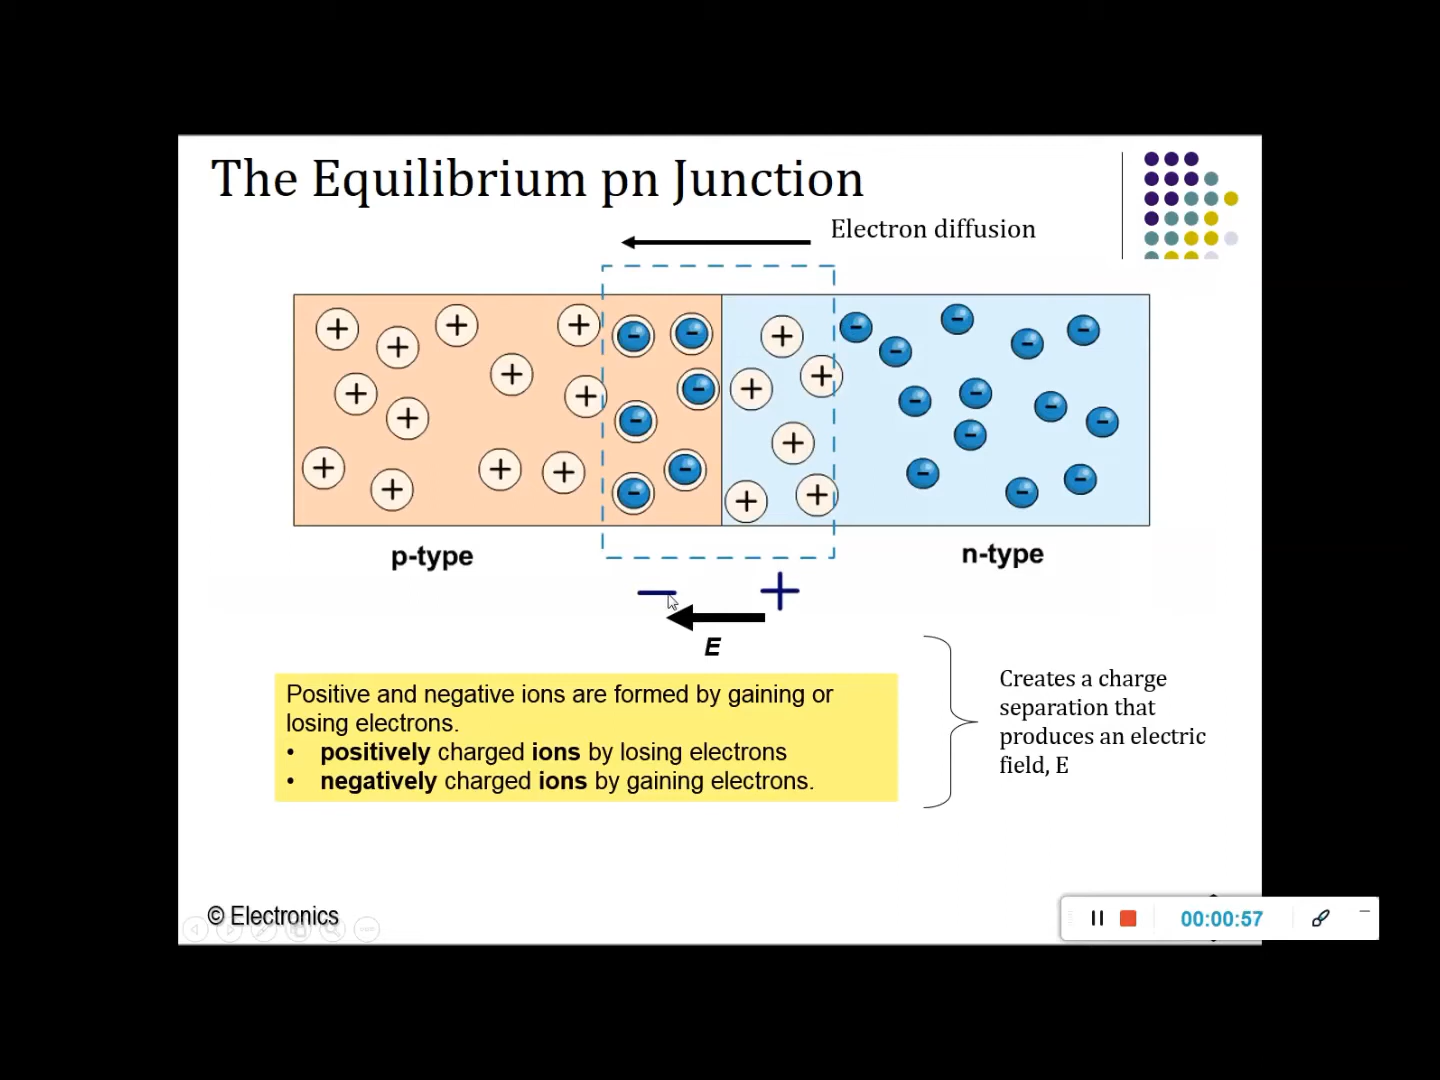 The Equilibrium pn Junction
Electron diffusion
p-type
n-type
E
Positive and negative ions are formed by gaining or
losing electrons.
• positively charged ions by losing electrons
• negatively charged ions by gaining electrons.
Creates a charge
separation that
produces an electric
field, E
© Electronics
00:00:57